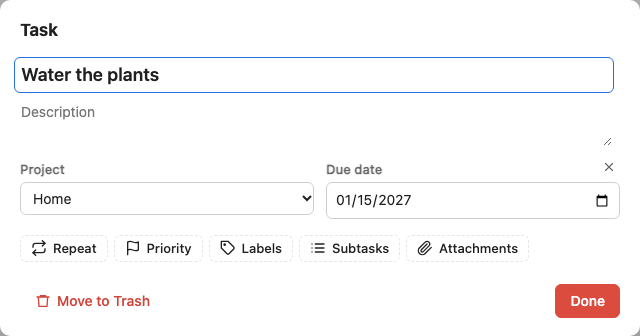 Task
Water the plants
Description
Project
Due date
Home
01/15/2027
Repeat
Priority
Labels
Subtasks
Attachments
Move to Trash
Done